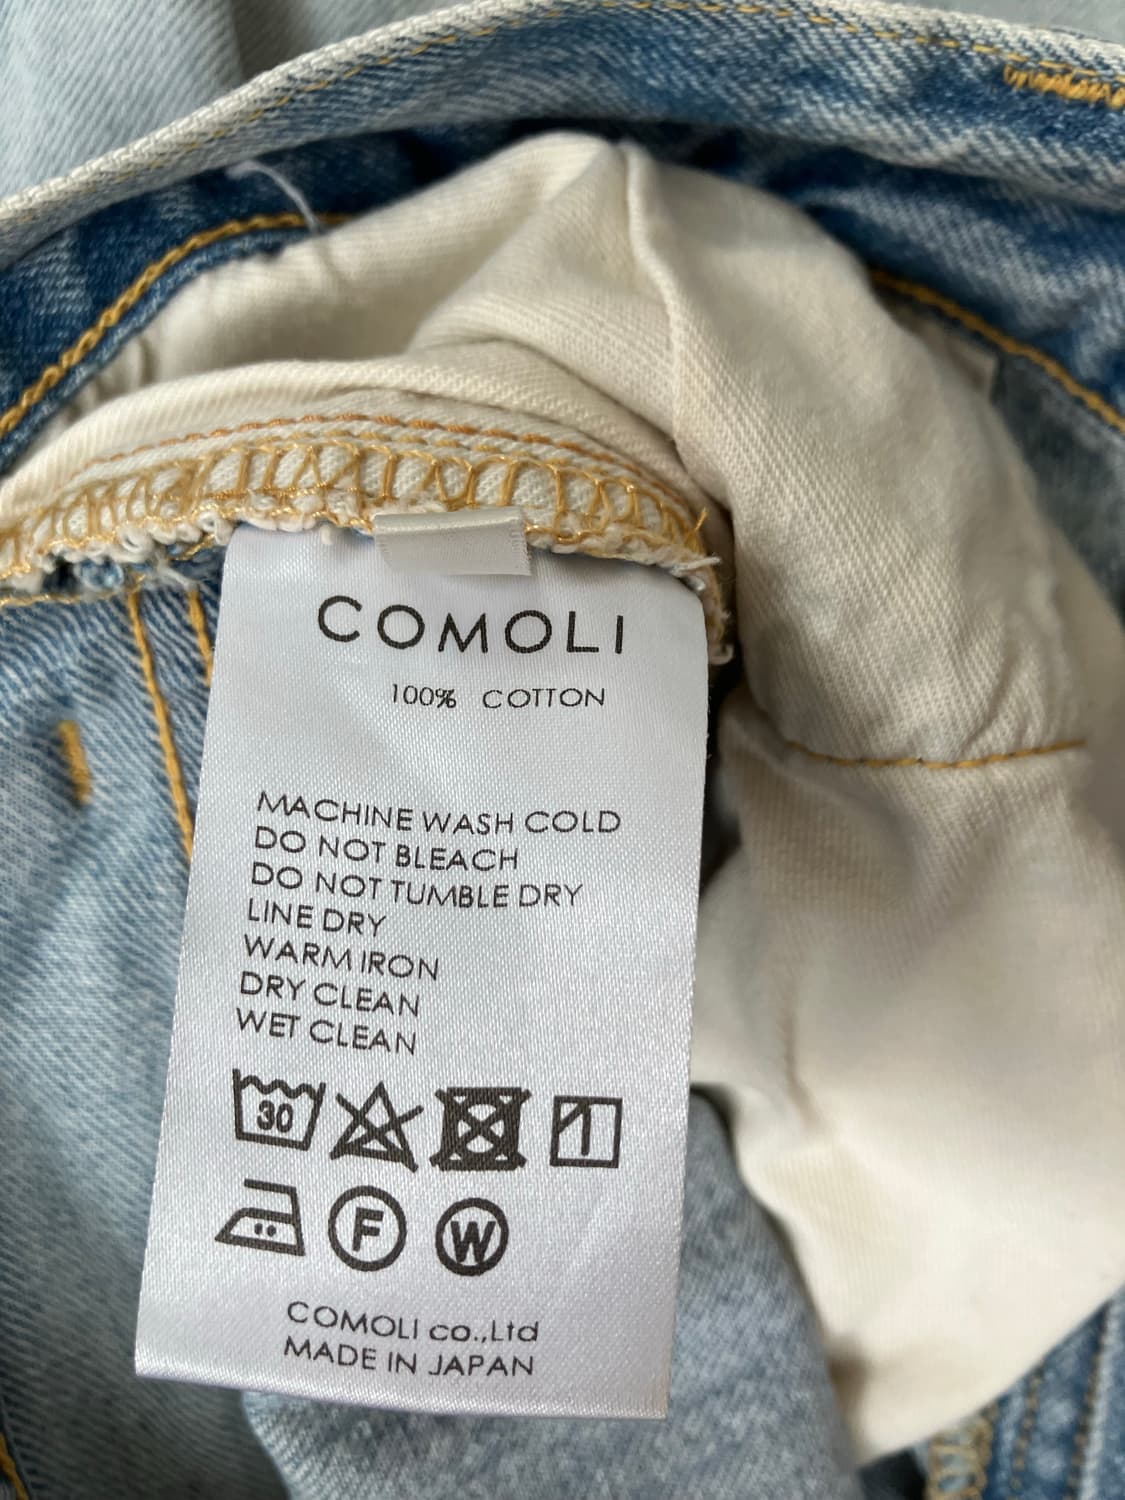 COMOLI
100% COTTON
MACHINE WASH COLD
DO NOT BLEACH
DO NOT TUMBLE DRY
LINE DRY
WARM IRON
DRY CLEAN
WET CLEAN
30
F W
COMOLI co.,Ltd
MADE IN JAPAN